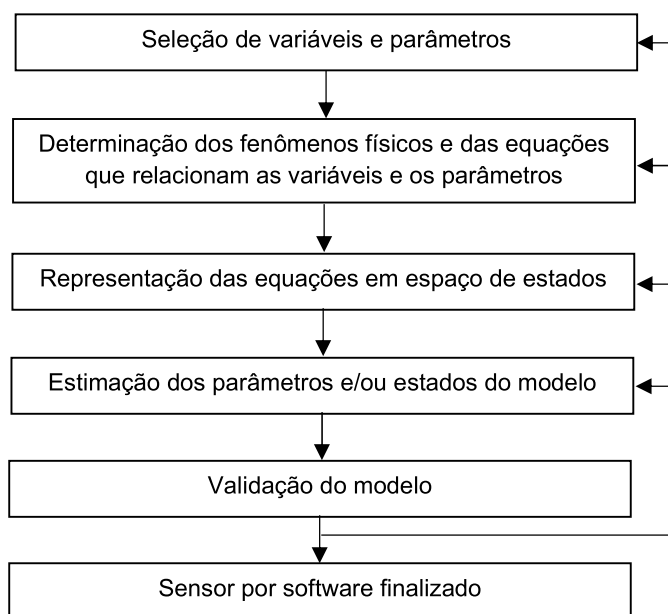 Seleção de variáveis e parâmetros
Determinação dos fenômenos físicos e das equações
que relacionam as variáveis e os parâmetros
Representação das equações em espaço de estados
Estimação dos parâmetros e/ou estados do modelo
Validação do modelo
Sensor por software finalizado